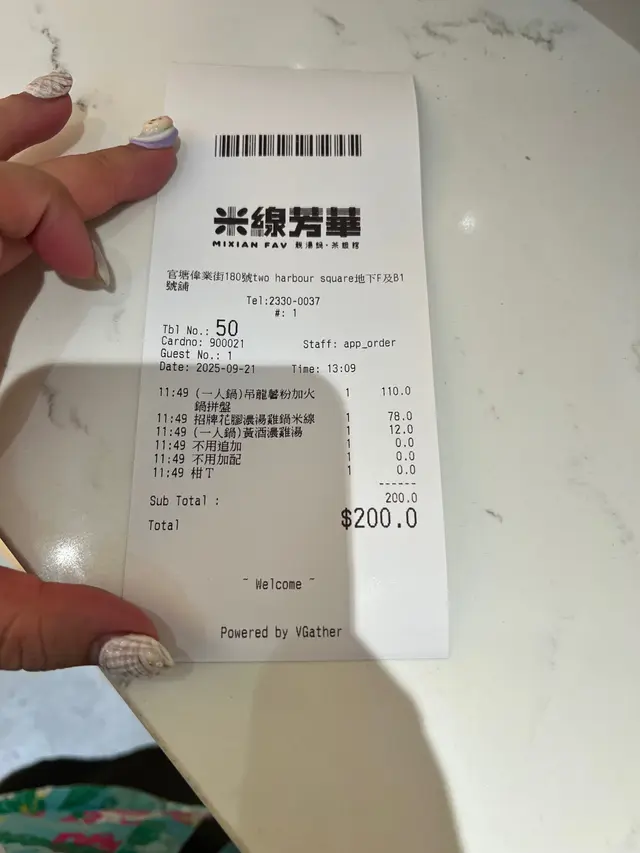 米線芳華
MIXIAN FAV 靚湯鍋·茶銀館
官塘偉業街180號two harbour square地下F及B1
號舖
Tel:2330-0037
#: 1
Tbl No.: 50
Cardno: 900021 Staff: app_order
Guest No.: 1
Date: 2025-09-21 Time: 13:09
11:49 (一人鍋)吊龍薯粉加火 1 110.0
鍋拼盤
11:49 招牌花膠濃湯雞鍋米線 1 78.0
11:49 (一人鍋)黃酒濃雞湯 1 12.0
11:49 不用追加 1 0.0
11:49 不用加配 1 0.0
11:49 柑T 1 0.0
------
Sub Total : 200.0
Total $200.0
~ Welcome ~
Powered by VGather